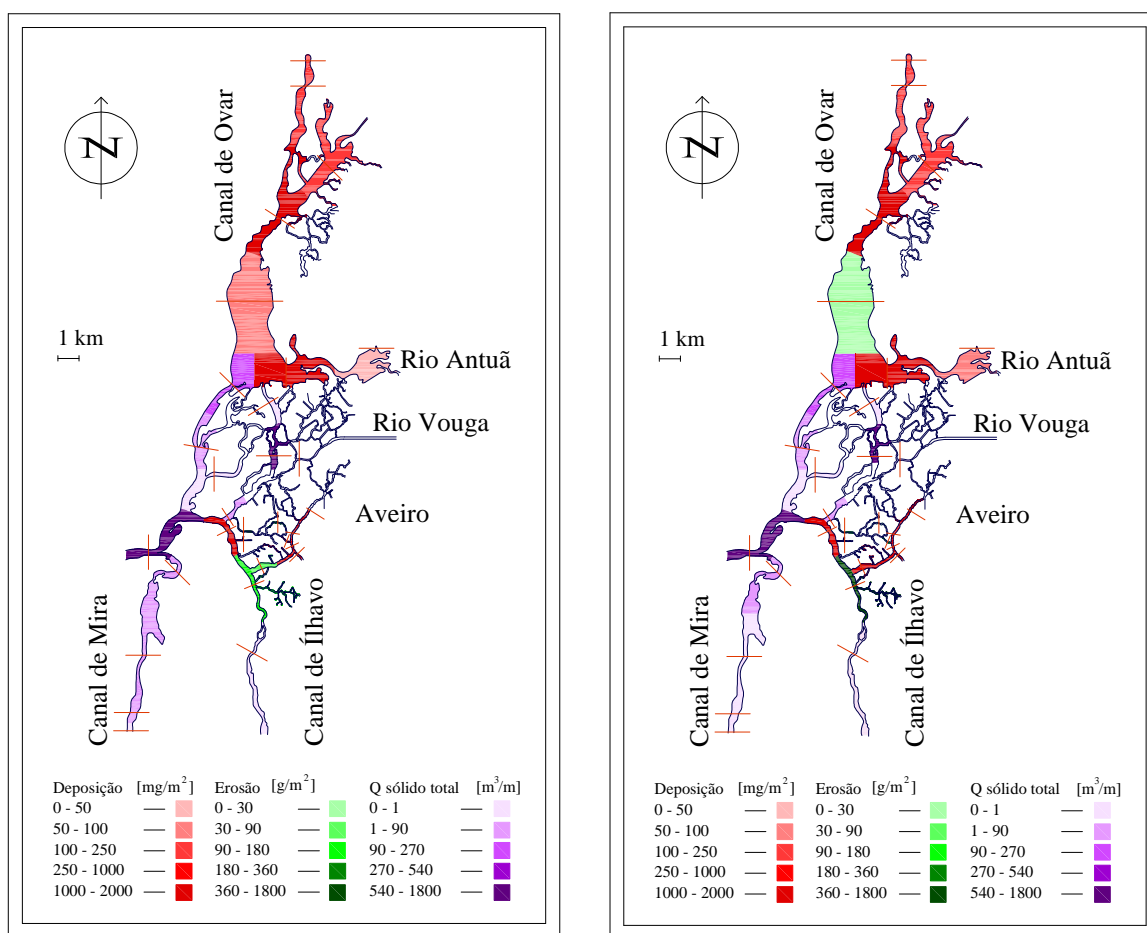 Canal de Ovar
N
1 km
Rio Antuã
Rio Vouga
Aveiro
Canal de Mira
Canal de Ílhavo
Deposição [mg/m²] Erosão [g/m²] Q sólido total [m³/m]
0 - 50 0 - 30 0 - 1
50 - 100 30 - 90 1 - 90
100 - 250 90 - 180 90 - 270
250 - 1000 180 - 360 270 - 540
1000 - 2000 360 - 1800 540 - 1800
Canal de Ovar
N
1 km
Rio Antuã
Rio Vouga
Aveiro
Canal de Mira
Canal de Ílhavo
Deposição [mg/m²] Erosão [g/m²] Q sólido total [m³/m]
0 - 50 0 - 30 0 - 1
50 - 100 30 - 90 1 - 90
100 - 250 90 - 180 90 - 270
250 - 1000 180 - 360 270 - 540
1000 - 2000 360 - 1800 540 - 1800